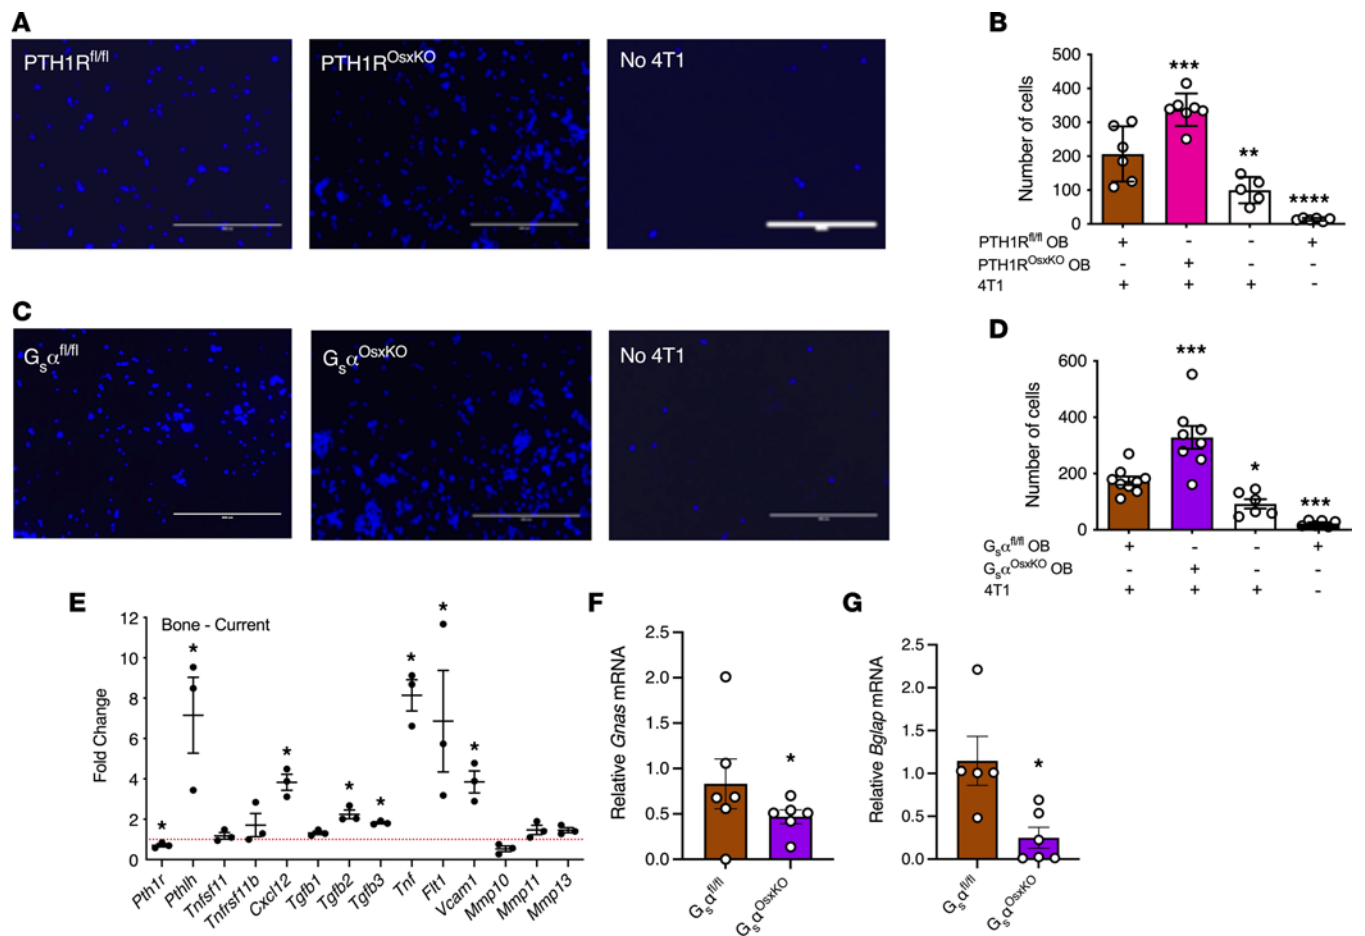 A
PTH1Rfl/fl
PTH1ROsxKO
No 4T1
B
Number of cells
500
400
300
200
100
0
***
**
****
PTH1Rfl/fl OB + - - +
PTH1ROsxKO OB - + - -
4T1 + + + -
C
Gsαfl/fl
GsαOsxKO
No 4T1
D
Number of cells
600
400
200
0
***
*
***
Gsαfl/fl OB + - - +
GsαOsxKO OB - + - -
4T1 + + + -
E
Bone - Current
Fold Change
12
10
8
6
4
2
0
* * * * * * * *
Pth1r Pthlh Tnfsf11 Tnfrsf11b Cxcl12 Tgfb1 Tgfb2 Tgfb3 Tnf Flt1 Vcam1 Mmp10 Mmp11 Mmp13
F
Relative Gnas mRNA
2.5
2.0
1.5
1.0
0.5
0.0
*
Gsαfl/fl
GsαOsxKO
G
Relative Bglap mRNA
2.5
2.0
1.5
1.0
0.5
0.0
*
Gsαfl/fl
GsαOsxKO